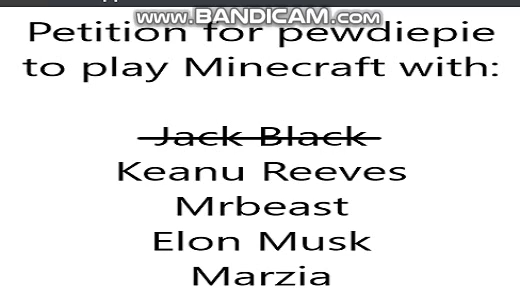 www.BANDICAM.com
Petition for pewdiepie
to play Minecraft with:
Jack Black
Keanu Reeves
Mrbeast
Elon Musk
Marzia